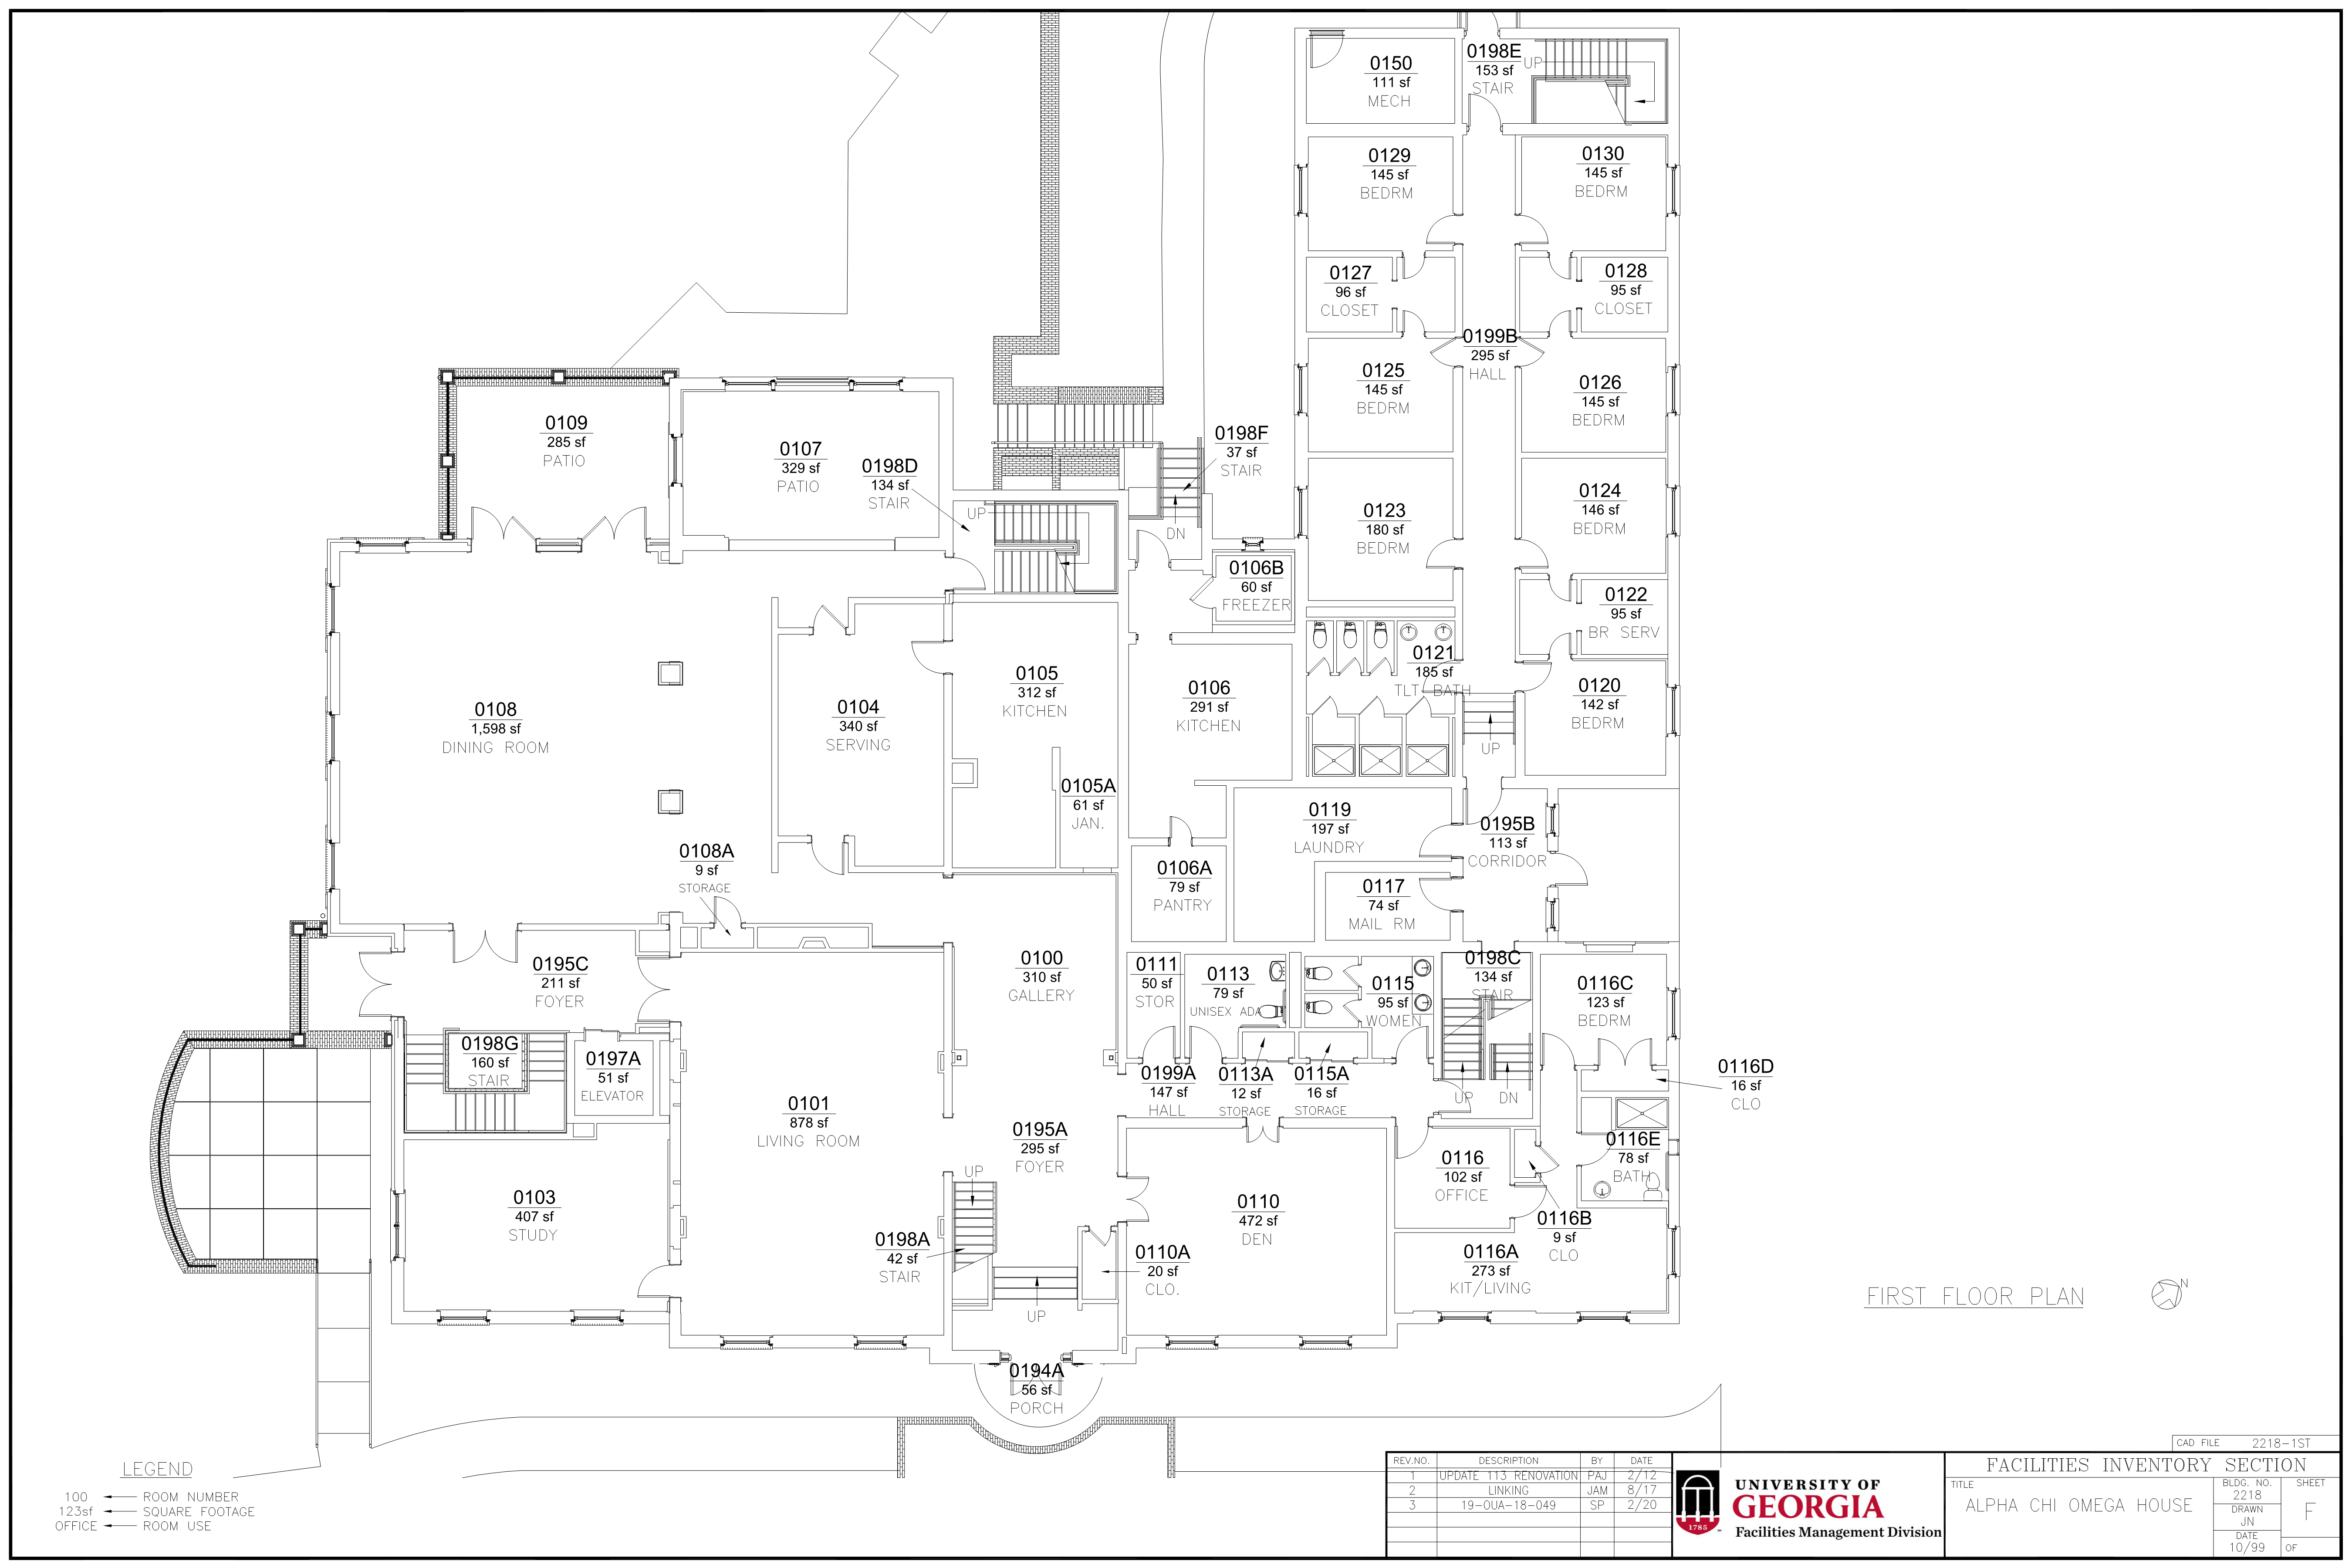 0150
111 sf
MECH
0198E
153 sf
STAIR
UP
0129
145 sf
BEDRM
0130
145 sf
BEDRM
0127
96 sf
CLOSET
0128
95 sf
CLOSET
0199B
295 sf
HALL
0125
145 sf
BEDRM
0126
145 sf
BEDRM
0109
285 sf
PATIO
0107
329 sf
PATIO
0198D
134 sf
STAIR
UP
0198F
37 sf
STAIR
DN
0123
180 sf
BEDRM
0124
146 sf
BEDRM
0106B
60 sf
FREEZER
0122
95 sf
BR SERV
0121
185 sf
TLT BATH
0120
142 sf
BEDRM
UP
0108
1,598 sf
DINING ROOM
0104
340 sf
SERVING
0105
312 sf
KITCHEN
0106
291 sf
KITCHEN
0105A
61 sf
JAN.
0119
197 sf
LAUNDRY
0195B
113 sf
CORRIDOR
0108A
9 sf
STORAGE
0106A
79 sf
PANTRY
0117
74 sf
MAIL RM
0195C
211 sf
FOYER
0100
310 sf
GALLERY
0111
50 sf
STOR
0113
79 sf
UNISEX ADA
0115
95 sf
WOMEN
0198C
134 sf
STAIR
UP
DN
0116C
123 sf
BEDRM
0116D
16 sf
CLO
0198G
160 sf
STAIR
0197A
51 sf
ELEVATOR
0199A
147 sf
HALL
0113A
12 sf
STORAGE
0115A
16 sf
STORAGE
0101
878 sf
LIVING ROOM
0195A
295 sf
FOYER
UP
0116
102 sf
OFFICE
0116E
78 sf
BATH
0103
407 sf
STUDY
0198A
42 sf
STAIR
0110A
20 sf
CLO.
0110
472 sf
DEN
0116B
9 sf
CLO
0116A
273 sf
KIT/LIVING
UP
0194A
56 sf
PORCH
FIRST FLOOR PLAN
N
LEGEND
100 ROOM NUMBER
123sf SQUARE FOOTAGE
OFFICE ROOM USE
CAD FILE 2218-1ST
REV.NO. DESCRIPTION BY DATE
1 UPDATE 113 RENOVATION PAJ 2/12
2 LINKING JAM 8/17
3 19-OUA-18-049 SP 2/20
1785
UNIVERSITY OF
GEORGIA
Facilities Management Division
FACILITIES INVENTORY SECTION
TITLE
ALPHA CHI OMEGA HOUSE
BLDG. NO.
2218
DRAWN
JN
DATE
10/99
SHEET
F
OF